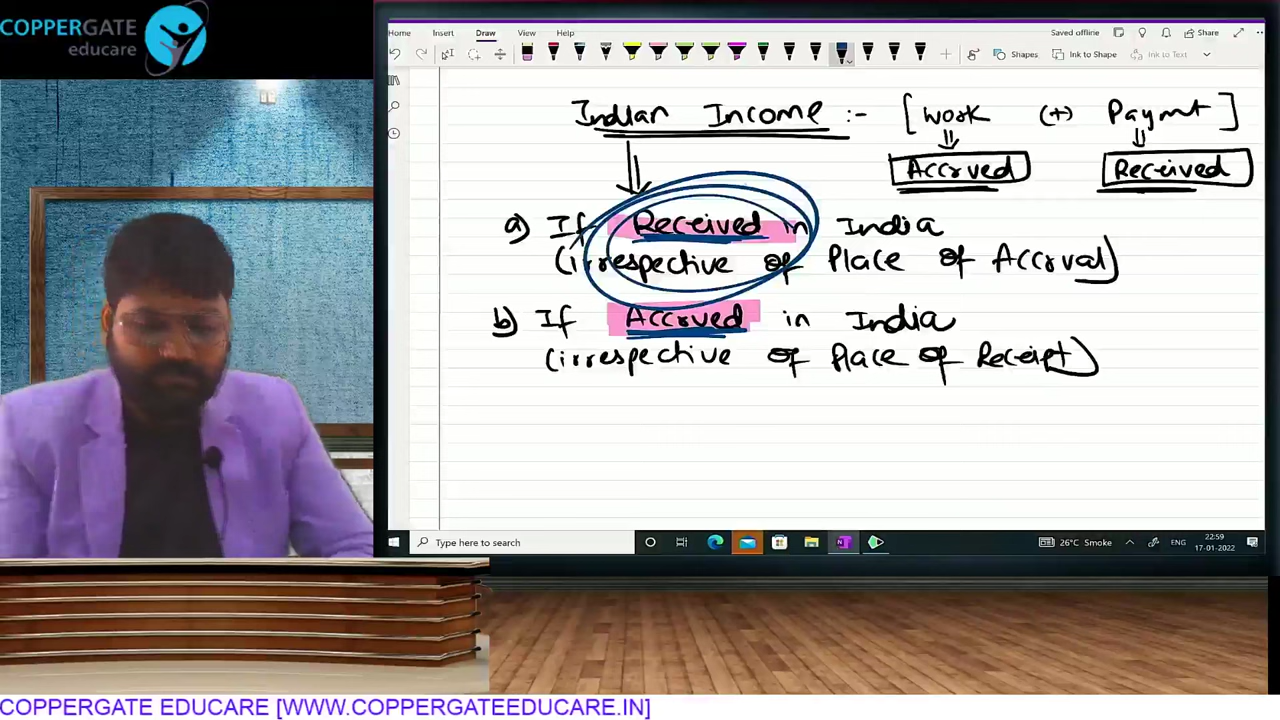 COPPERGATE
educare
Home Insert Draw View Help
Saved offline Share
Shapes Ink to Shape Ink to Text
Indian Income :- [Work (+) Paymt]
Accrued Received
a) If Received in India
(irrespective of Place of Accrual)
b) If Accrued in India
(irrespective of Place of Receipt)
Type here to search
26°C Smoke ENG 22:59
17-01-2022
COPPERGATE EDUCARE [WWW.COPPERGATEEDUCARE.IN]